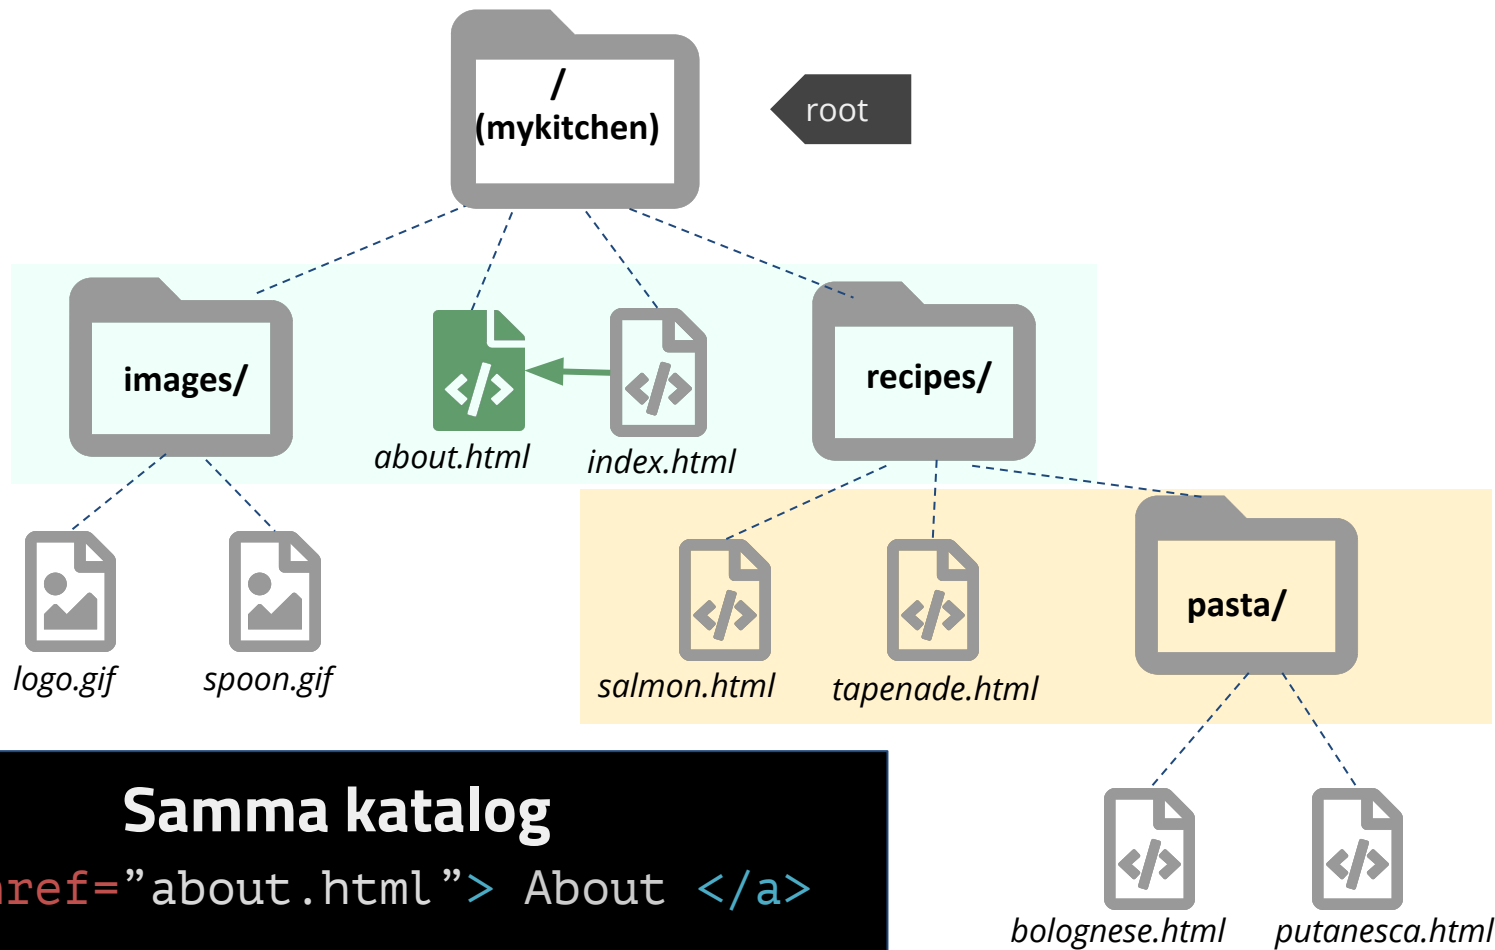 /
(mykitchen)
root
images/
about.html
index.html
recipes/
logo.gif
spoon.gif
salmon.html
tapenade.html
pasta/
Samma katalog
href=”about.html”> About </a>
bolognese.html
putanesca.html